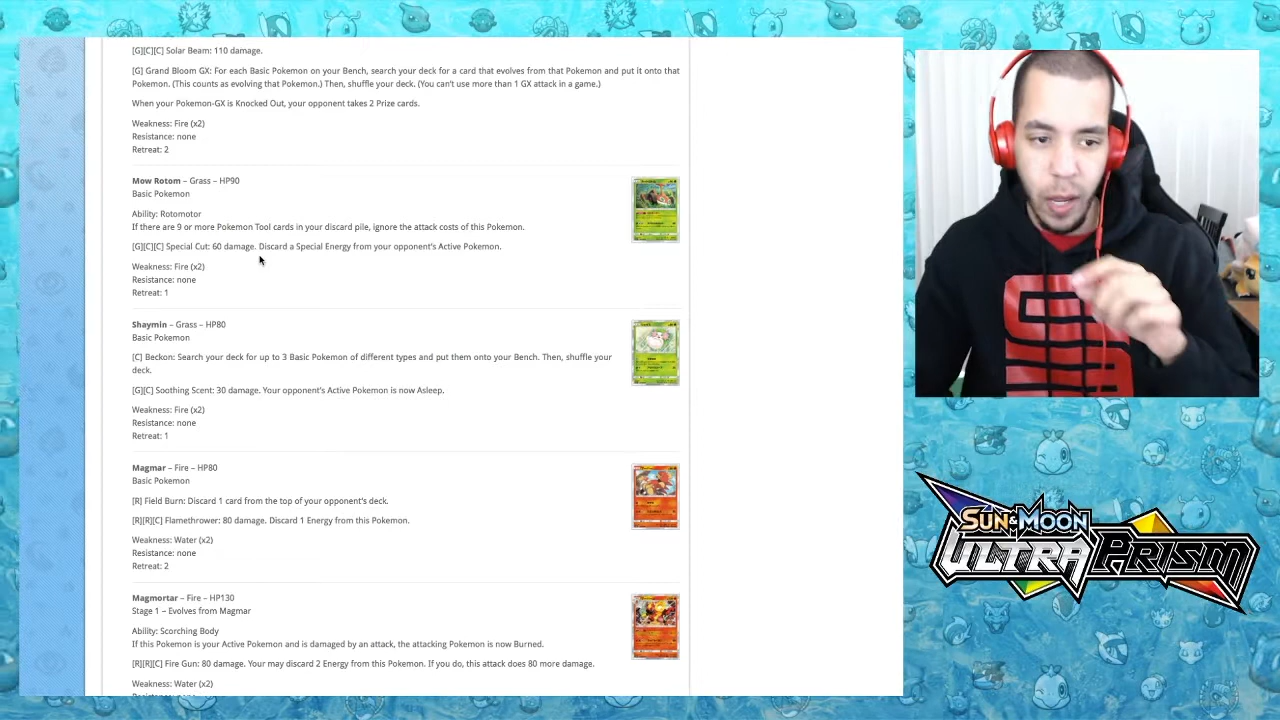 [G][C][C] Solar Beam: 110 damage.
[G] Grand Bloom GX: For each Basic Pokemon on your Bench, search your deck for a card that evolves from that Pokemon and put it onto that
Pokemon. (This counts as evolving that Pokemon.) Then, shuffle your deck. (You can't use more than 1 GX attack in a game.)
When your Pokemon-GX is Knocked Out, your opponent takes 2 Prize cards.
Weakness: Fire (x2)
Resistance: none
Retreat: 2
Mow Rotom – Grass – HP90
Basic Pokemon
Ability: Rotomotor
If there are 9 or more Pokemon Tool cards in your discard pile, ignore the attack costs of this Pokemon.
[G][C][C] Special Cut: 60 damage. Discard a Special Energy from your opponent's Active Pokemon.
Weakness: Fire (x2)
Resistance: none
Retreat: 1
Shaymin – Grass – HP80
Basic Pokemon
[C] Beckon: Search your deck for up to 3 Basic Pokemon of different types and put them onto your Bench. Then, shuffle your
deck.
[G][C] Soothing Scent: 30 damage. Your opponent's Active Pokemon is now Asleep.
Weakness: Fire (x2)
Resistance: none
Retreat: 1
Magmar – Fire – HP80
Basic Pokemon
[R] Field Burn: Discard 1 card from the top of your opponent's deck.
[R][R][C] Flamethrower: 80 damage. Discard 1 Energy from this Pokemon.
Weakness: Water (x2)
Resistance: none
Retreat: 2
Magmortar – Fire – HP130
Stage 1 – Evolves from Magmar
Ability: Scorching Body
If this Pokemon is your Active Pokemon and is damaged by an attack, the attacking Pokemon is now Burned.
[R][R][C] Fire Gun: 80 damage. Your may discard 2 Energy from this Pokemon. If you do, this attack does 80 more damage.
Weakness: Water (x2)
SUN & MOON
ULTRA PRISM